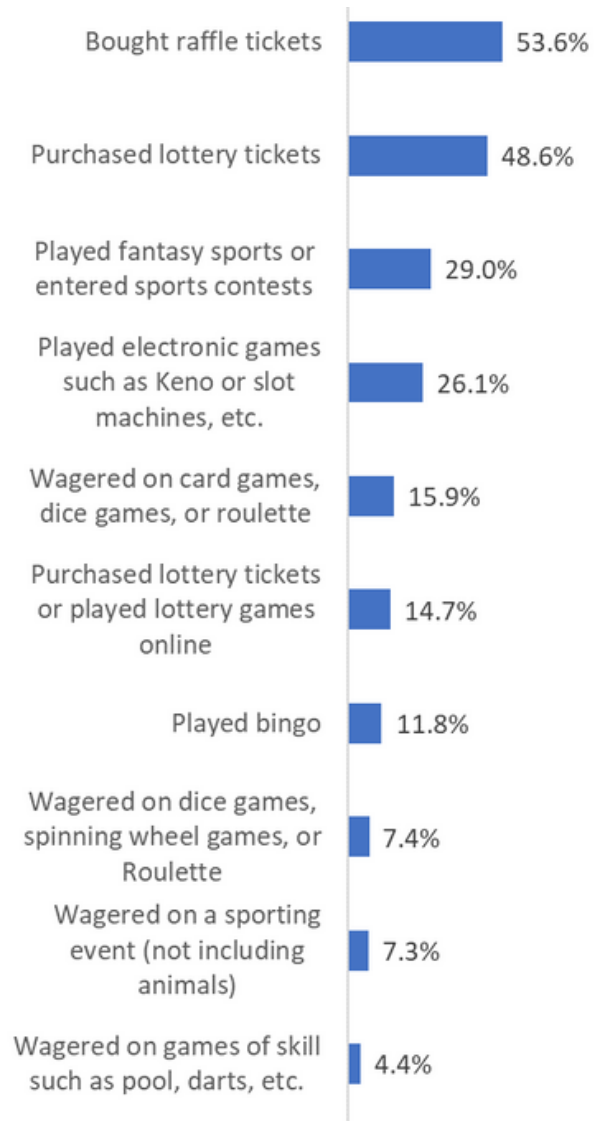 Bought raffle tickets 53.6%
Purchased lottery tickets 48.6%
Played fantasy sports or
entered sports contests 29.0%
Played electronic games
such as Keno or slot 26.1%
machines, etc.
Wagered on card games,
dice games, or roulette 15.9%
Purchased lottery tickets
or played lottery games 14.7%
online
Played bingo 11.8%
Wagered on dice games,
spinning wheel games, or 7.4%
Roulette
Wagered on a sporting
event (not including 7.3%
animals)
Wagered on games of skill
such as pool, darts, etc. 4.4%